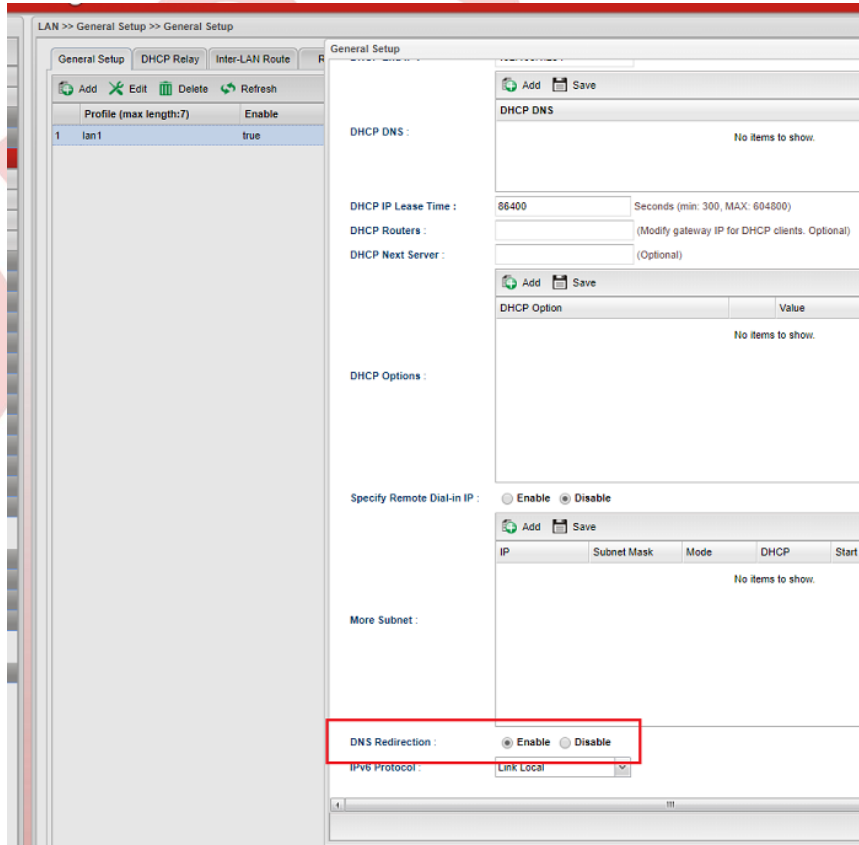 LAN >> General Setup >> General Setup
General Setup DHCP Relay Inter-LAN Route R
Add Edit Delete Refresh
Profile (max length:7) Enable
1 lan1 true
General Setup
Add Save
DHCP DNS
DHCP DNS :
No items to show.
DHCP IP Lease Time : 86400 Seconds (min: 300, MAX: 604800)
DHCP Routers : (Modify gateway IP for DHCP clients. Optional)
DHCP Next Server : (Optional)
Add Save
DHCP Option Value
No items to show.
DHCP Options :
Specify Remote Dial-in IP : Enable Disable
Add Save
IP Subnet Mask Mode DHCP Start
No items to show.
More Subnet :
DNS Redirection : Enable Disable
IPv6 Protocol : Link Local